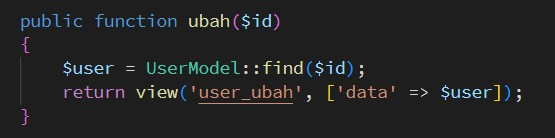 public function ubah($id)
{
    $user = UserModel::find($id);
    return view('user_ubah', ['data' => $user]);
}